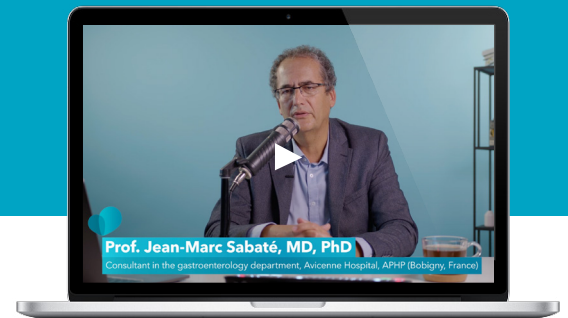 Prof. Jean-Marc Sabaté, MD, PhD
Consultant in the gastroenterology department, Avicenne Hospital, APHP (Bobigny, France)